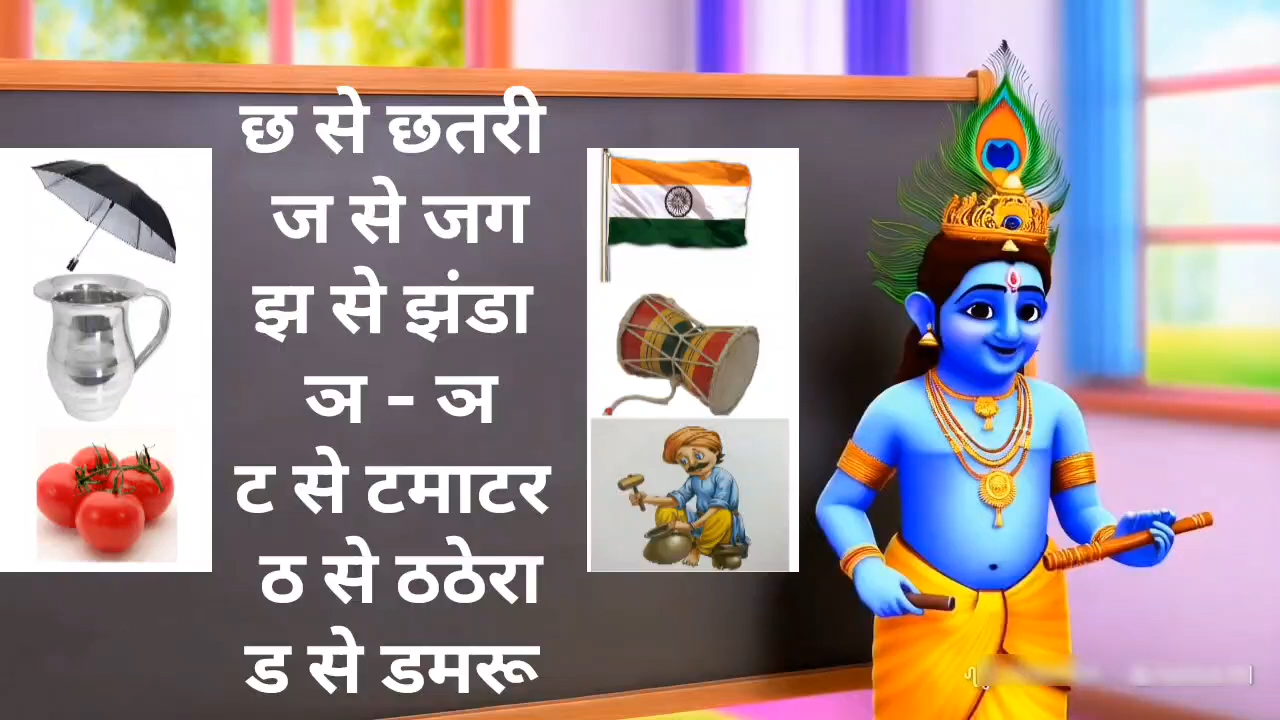 छ से छतरी
ज से जग
झ से झंडा
ञ - ञ
ट से टमाटर
ठ से ठठेरा
ड से डमरू